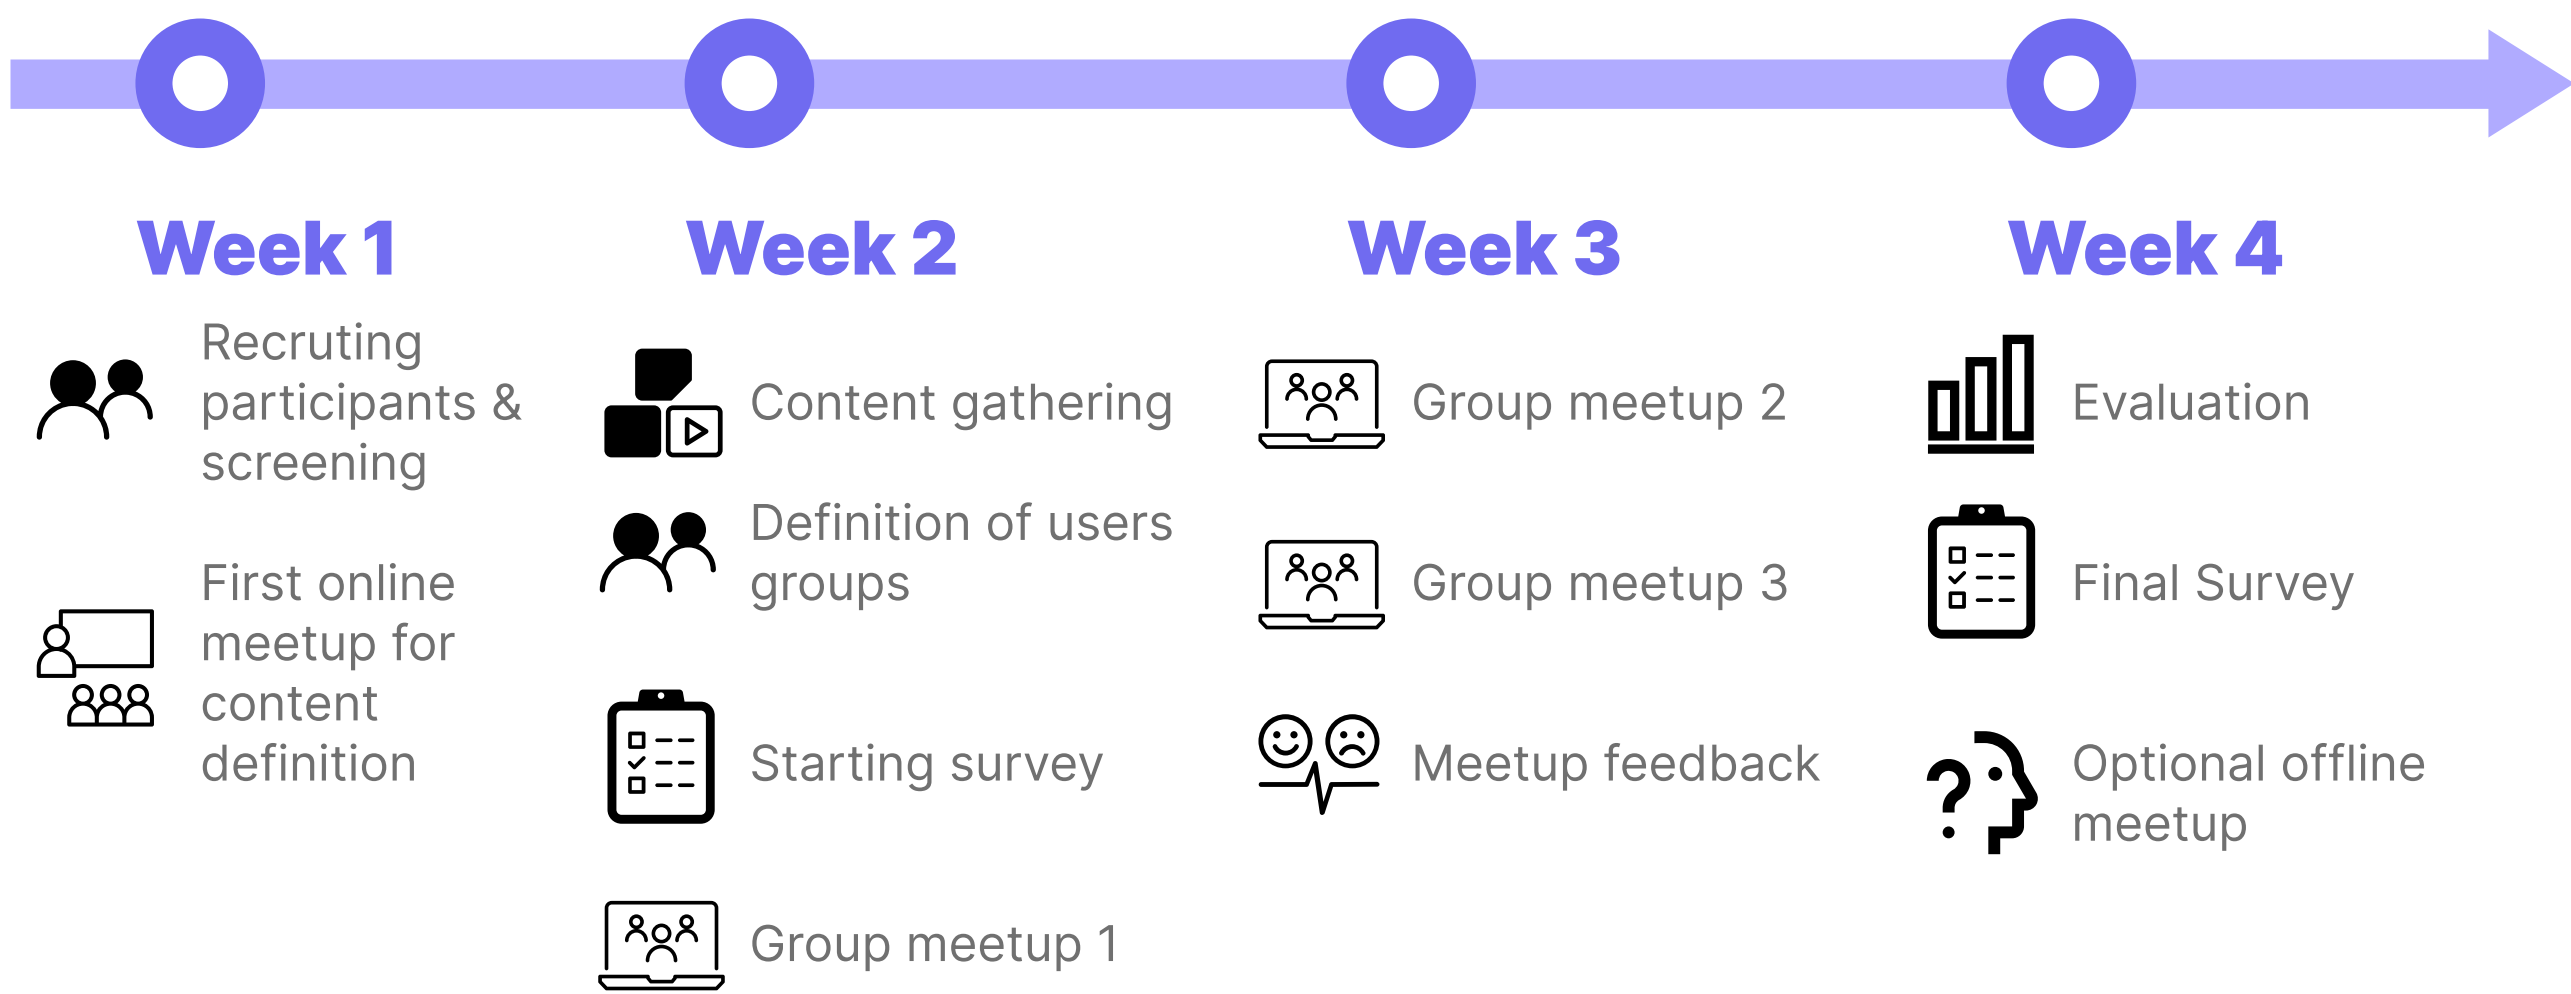 Week 1
Recruting
participants &
screening
First online
meetup for
content
definition
Week 2
Content gathering
Definition of users
groups
Starting survey
Group meetup 1
Week 3
Group meetup 2
Group meetup 3
Meetup feedback
Week 4
Evaluation
Final Survey
Optional offline
meetup